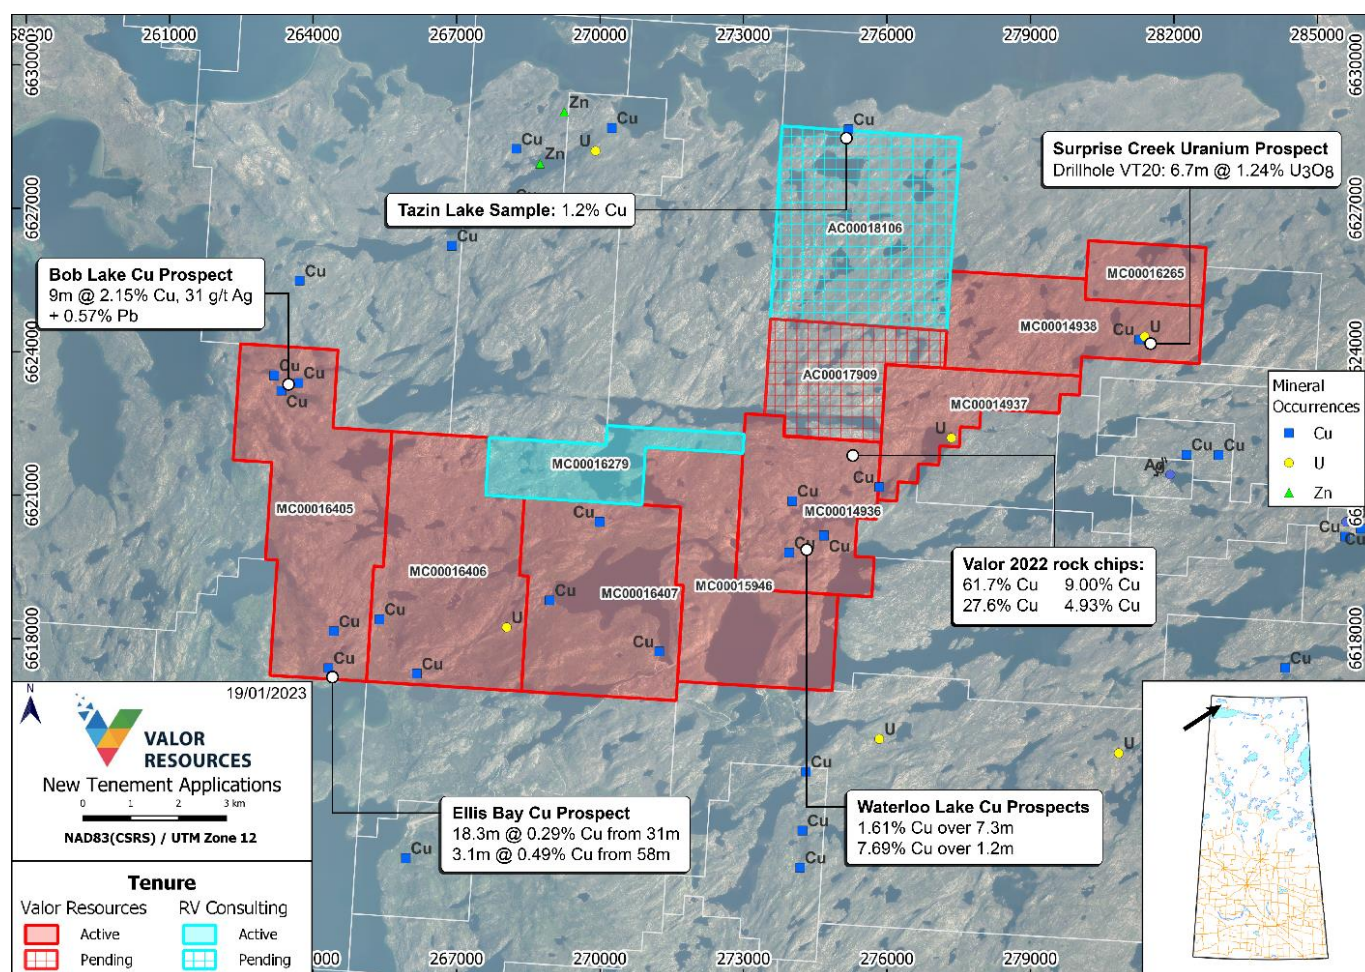 261000
264000
267000
270000
273000
276000
279000
282000
285000
6630000
6630000
Zn
Cu
Cu
U
Zn
Cu
Surprise Creek Uranium Prospect
Drillhole VT20: 6.7m @ 1.24% U3O8
6627000
6627000
Tazin Lake Sample: 1.2% Cu
AC00018106
Cu
Cu
Bob Lake Cu Prospect
9m @ 2.15% Cu, 31 g/t Ag
+ 0.57% Pb
MC00016265
MC00014938
Cu
U
6624000
6624000
Cu
Cu
Cu
AC00017909
MC00014937
Mineral
Occurrences
Cu
U
Zn
U
MC00016279
Cu
Cu
Ag
6621000
MC00016405
Cu
Cu
MC00014936
Cu
Cu
Cu
Cu
MC00016406
MC00016407
MC00015946
Valor 2022 rock chips:
61.7% Cu 9.00% Cu
27.6% Cu 4.93% Cu
Cu
Cu
U
6618000
6618000
Cu
Cu
Cu
Cu
Cu
N
19/01/2023
VALOR
RESOURCES
New Tenement Applications
0 1 2 3 km
NAD83(CSRS) / UTM Zone 12
U
U
Cu
Ellis Bay Cu Prospect
18.3m @ 0.29% Cu from 31m
3.1m @ 0.49% Cu from 58m
Waterloo Lake Cu Prospects
1.61% Cu over 7.3m
7.69% Cu over 1.2m
Cu
Cu
Cu
Tenure
Valor Resources RV Consulting
Active Active
Pending Pending
267000
270000
273000
276000
279000
282000
285000